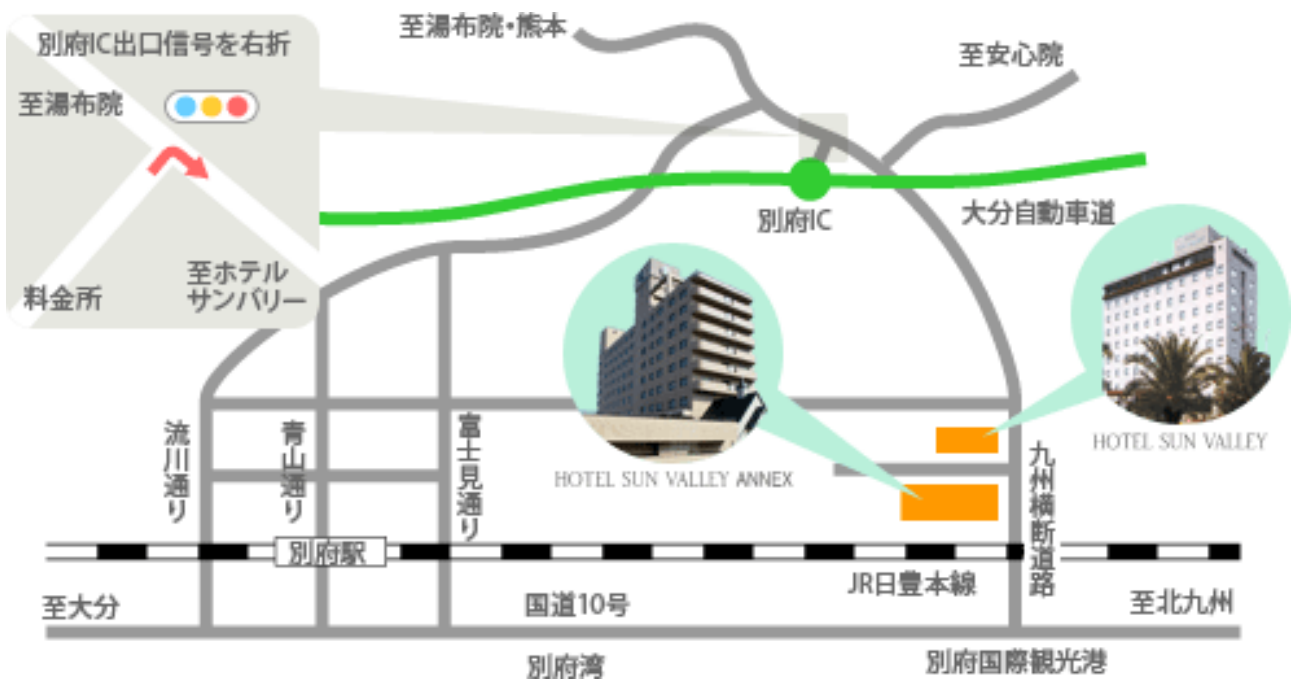 別府IC出口信号を右折
至湯布院
料金所
至ホテル
サンバリー
至湯布院・熊本
至安心院
別府IC
大分自動車道
HOTEL SUN VALLEY ANNEX
HOTEL SUN VALLEY
流川通り
青山通り
富士見通り
九州横断道路
別府駅
JR日豊本線
至大分
国道10号
至北九州
別府湾
別府国際観光港